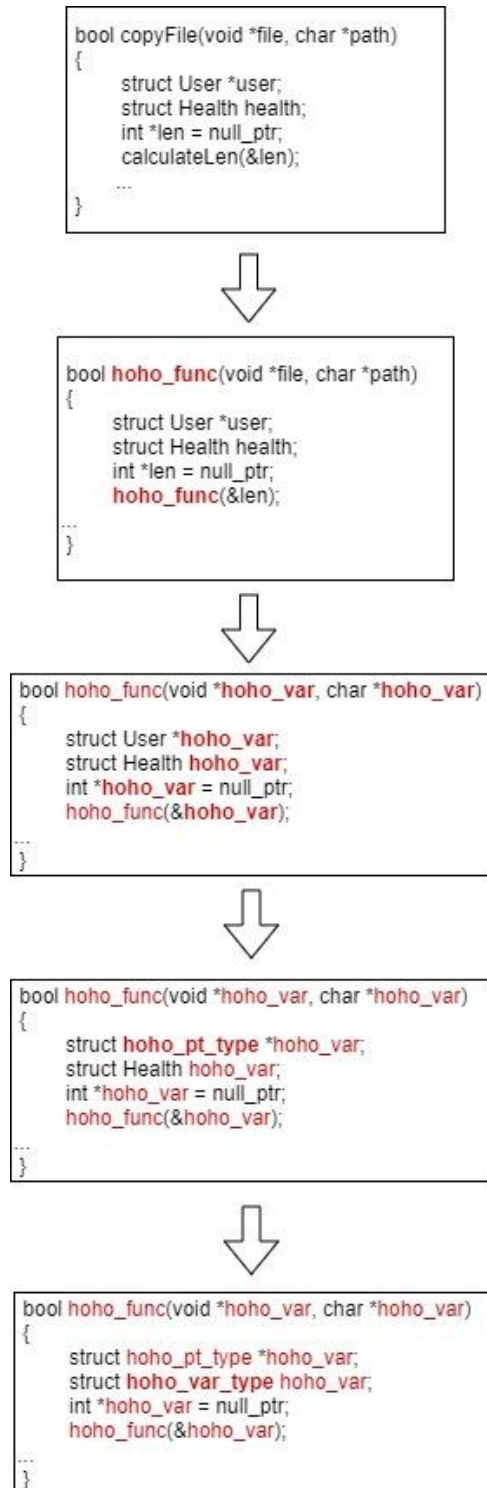 bool copyFile(void *file, char *path)
{
struct User *user;
struct Health health;
int *len = null_ptr;
calculateLen(&len);
...
}
bool hoho_func(void *file, char *path)
{
struct User *user;
struct Health health;
int *len = null_ptr;
hoho_func(&len);
...
}
bool hoho_func(void *hoho_var, char *hoho_var)
{
struct User *hoho_var;
struct Health hoho_var;
int *hoho_var = null_ptr;
hoho_func(&hoho_var);
...
}
bool hoho_func(void *hoho_var, char *hoho_var)
{
struct hoho_pt_type *hoho_var;
struct Health hoho_var;
int *hoho_var = null_ptr;
hoho_func(&hoho_var);
...
}
bool hoho_func(void *hoho_var, char *hoho_var)
{
struct hoho_pt_type *hoho_var;
struct hoho_var_type hoho_var;
int *hoho_var = null_ptr;
hoho_func(&hoho_var);
...
}